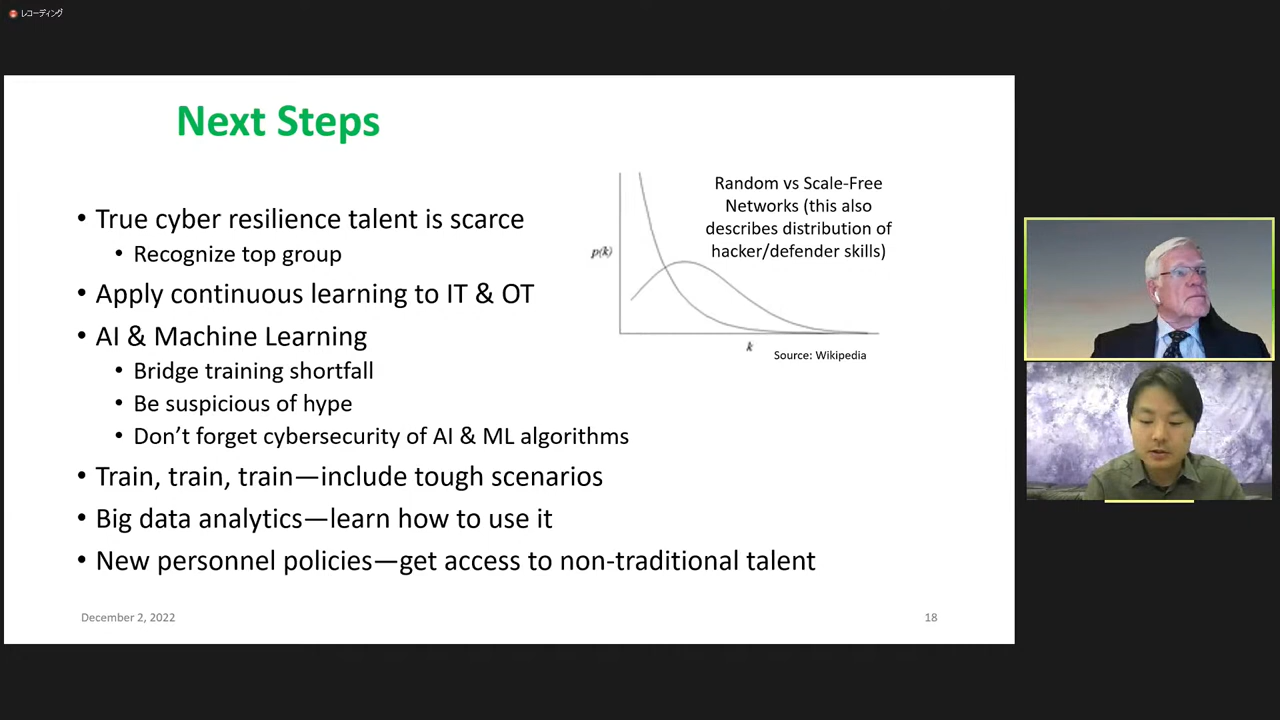 レコーディング
Next Steps
• True cyber resilience talent is scarce
• Recognize top group
• Apply continuous learning to IT & OT
• AI & Machine Learning
• Bridge training shortfall
• Be suspicious of hype
• Don’t forget cybersecurity of AI & ML algorithms
• Train, train, train—include tough scenarios
• Big data analytics—learn how to use it
• New personnel policies—get access to non-traditional talent
Random vs Scale-Free
Networks (this also
describes distribution of
hacker/defender skills)
p(k)
k
Source: Wikipedia
December 2, 2022
18